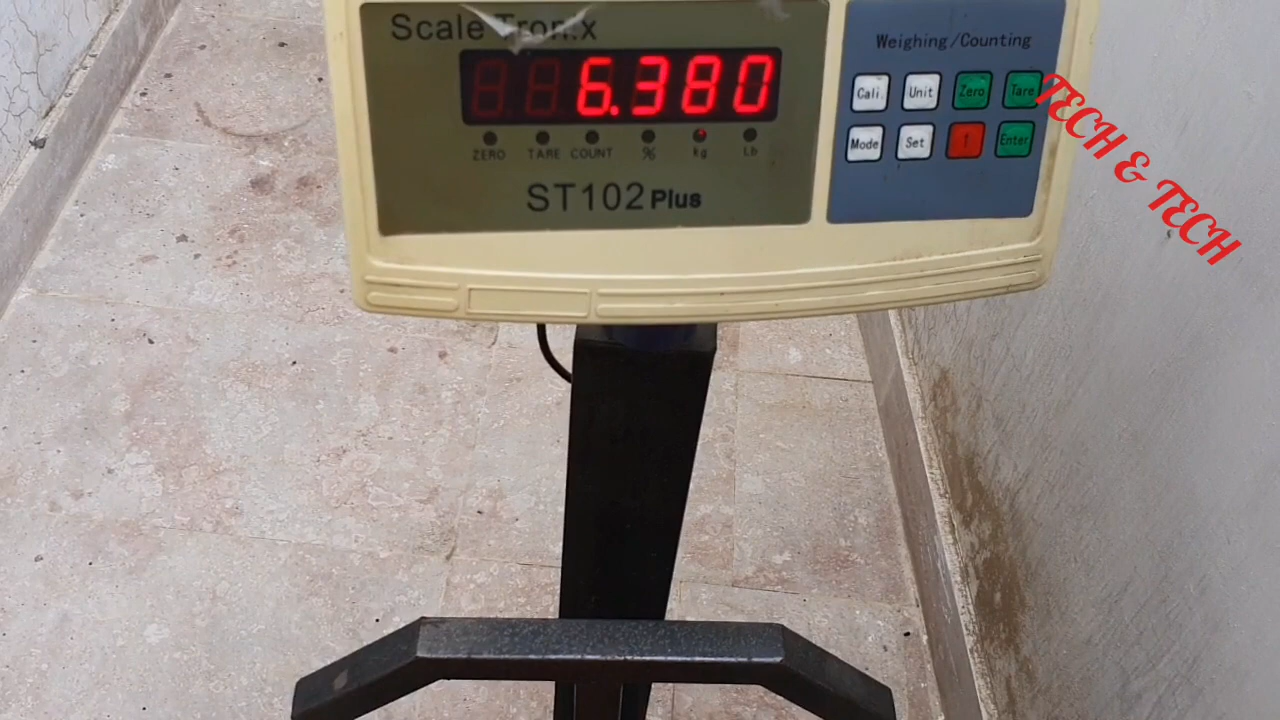 Scale Tronix
6.380
ZERO TARE COUNT % kg Lb
ST102 Plus
Weighing/Counting
Cali Unit Zero Tare
Mode Set ↑ Enter
TECH & TECH